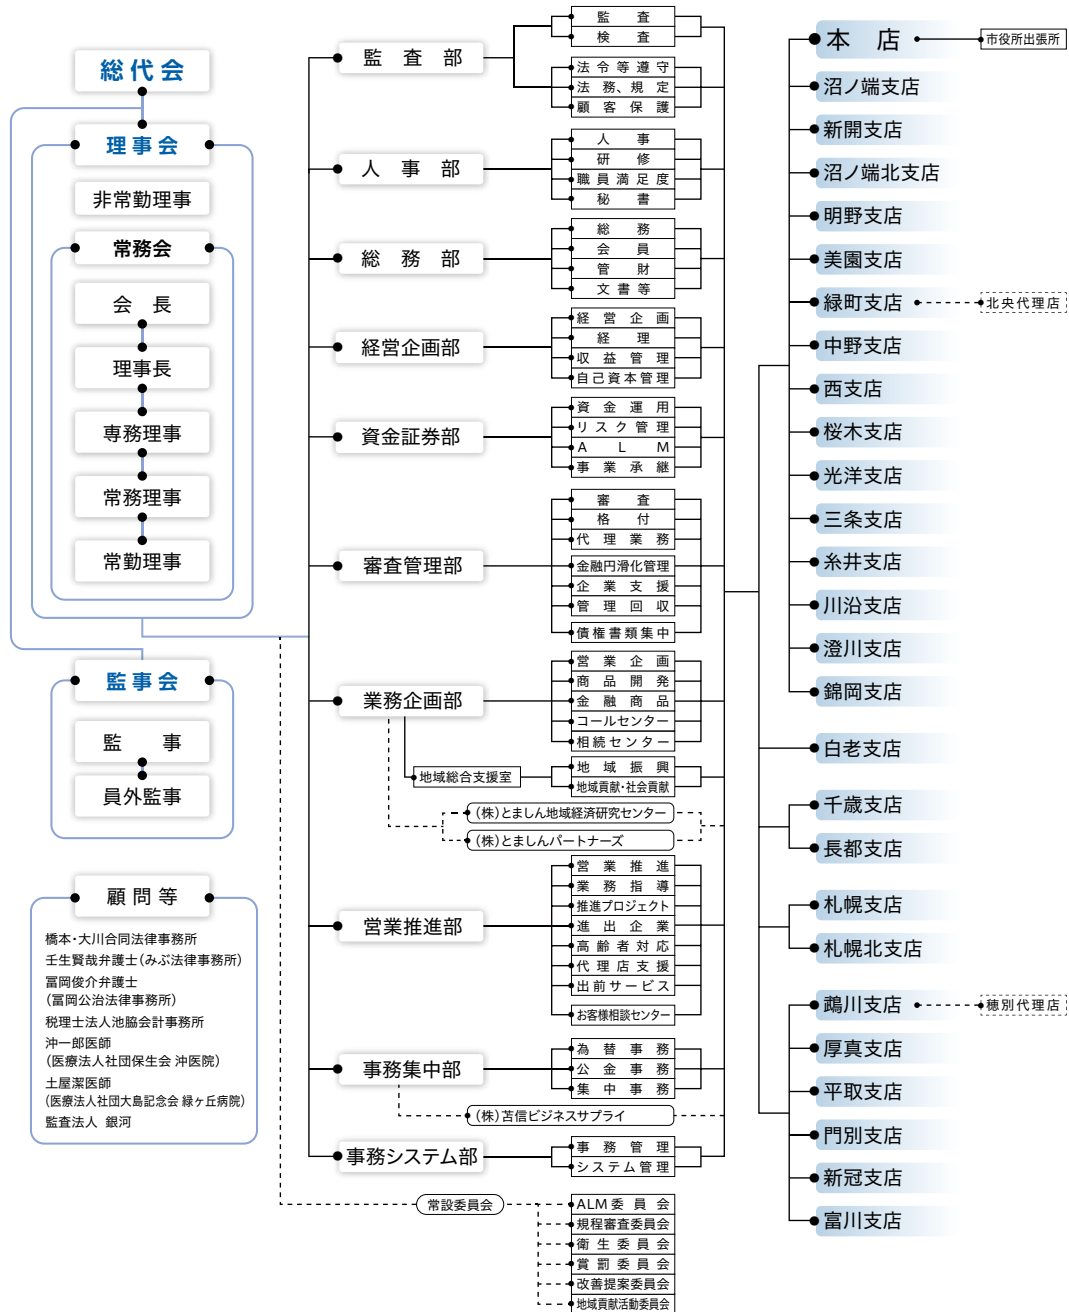 総代会
理事会
非常勤理事
常務会
会長
理事長
専務理事
常務理事
常勤理事
監事会
監事
員外監事
顧問等
橋本・大川合同法律事務所
壬生賢哉弁護士(みぶ法律事務所)
冨岡俊介弁護士
(冨岡公治法律事務所)
税理士法人池脇会計事務所
沖一郎医師
(医療法人社団保生会 沖医院)
土屋潔医師
(医療法人社団大島記念会 緑ヶ丘病院)
監査法人 銀河
監査部
監査
検査
法令等遵守
法務、規定
顧客保護
人事部
人事
研修
職員満足度
秘書
総務部
総務
会員
管財
文書等
経営企画部
経営企画
経理
収益管理
自己資本管理
資金証券部
資金運用
リスク管理
ALM
事業承継
審査管理部
審査
格付
代理業務
金融円滑化管理
企業支援
管理回収
債権書類集中
業務企画部
営業企画
商品開発
金融商品
コールセンター
相続センター
地域総合支援室
地域振興
地域貢献・社会貢献
(株)とましん地域経済研究センター
(株)とましんパートナーズ
営業推進部
営業推進
業務指導
推進プロジェクト
進出企業
高齢者対応
代理店支援
出前サービス
お客様相談センター
事務集中部
為替事務
公金事務
集中事務
(株)苫信ビジネスサプライ
事務システム部
事務管理
システム管理
常設委員会
ALM委員会
規程審査委員会
衛生委員会
賞罰委員会
改善提案委員会
地域貢献活動委員会
本店
市役所出張所
沼ノ端支店
新開支店
沼ノ端北支店
明野支店
美園支店
緑町支店
北央代理店
中野支店
西支店
桜木支店
光洋支店
三条支店
糸井支店
川沿支店
澄川支店
錦岡支店
白老支店
千歳支店
長都支店
札幌支店
札幌北支店
鵡川支店
穂別代理店
厚真支店
平取支店
門別支店
新冠支店
富川支店